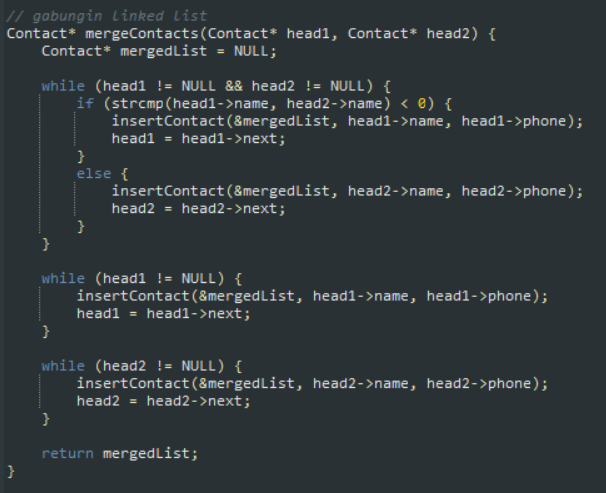 // gabungin linked list
Contact* mergeContacts(Contact* head1, Contact* head2) {
    Contact* mergedList = NULL;

    while (head1 != NULL && head2 != NULL) {
        if (strcmp(head1->name, head2->name) < 0) {
            insertContact(&mergedList, head1->name, head1->phone);
            head1 = head1->next;
        }
        else {
            insertContact(&mergedList, head2->name, head2->phone);
            head2 = head2->next;
        }
    }

    while (head1 != NULL) {
        insertContact(&mergedList, head1->name, head1->phone);
        head1 = head1->next;
    }

    while (head2 != NULL) {
        insertContact(&mergedList, head2->name, head2->phone);
        head2 = head2->next;
    }

    return mergedList;
}